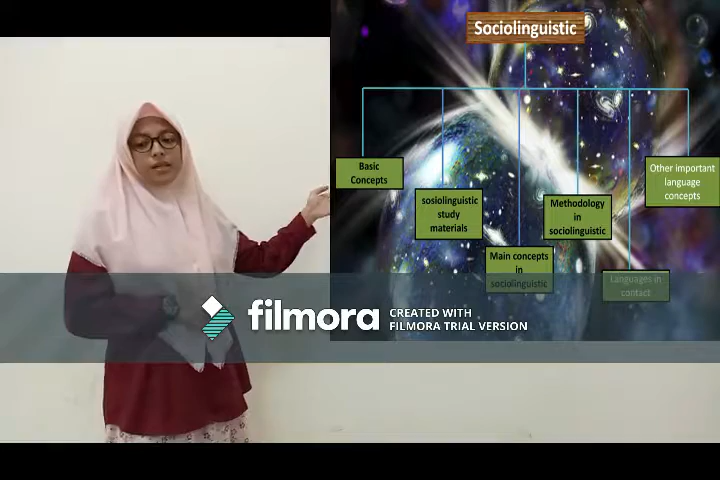 Sociolinguistic
Basic
Concepts
sosiolinguistic
study
materials
Main concepts
in
sociolinguistic
Methodology
in
sociolinguistic
Languages in
contact
Other important
language
concepts
filmora
CREATED WITH
FILMORA TRIAL VERSION